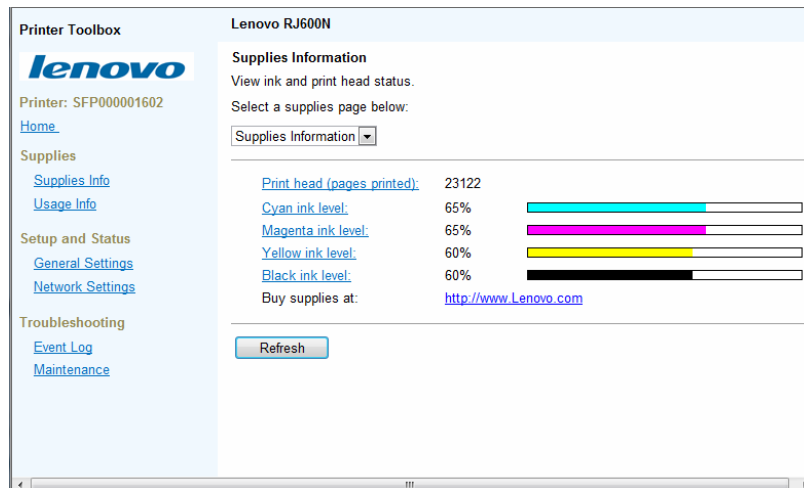 Printer Toolbox
lenovo
Printer: SFP000001602
Home
Supplies
Supplies Info
Usage Info
Setup and Status
General Settings
Network Settings
Troubleshooting
Event Log
Maintenance
Lenovo RJ600N
Supplies Information
View ink and print head status.
Select a supplies page below:
Supplies Information
Print head (pages printed): 23122
Cyan ink level: 65%
Magenta ink level: 65%
Yellow ink level: 60%
Black ink level: 60%
Buy supplies at: http://www.Lenovo.com
Refresh